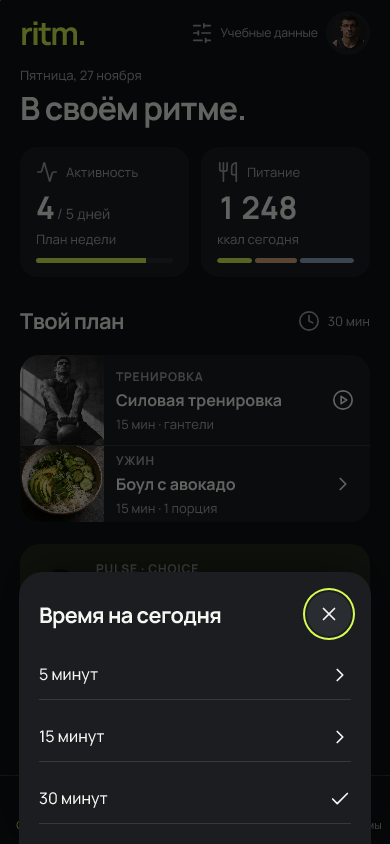 ritm.
Учебные данные
Пятница, 27 ноября
В своём ритме.
Активность
4 / 5 дней
План недели
Питание
1 248
ккал сегодня
Твой план
30 мин
ТРЕНИРОВКА
Силовая тренировка
15 мин · гантели
УЖИН
Боул с авокадо
15 мин · 1 порция
PULSE · CHOICE
Время на сегодня
5 минут
15 минут
30 минут